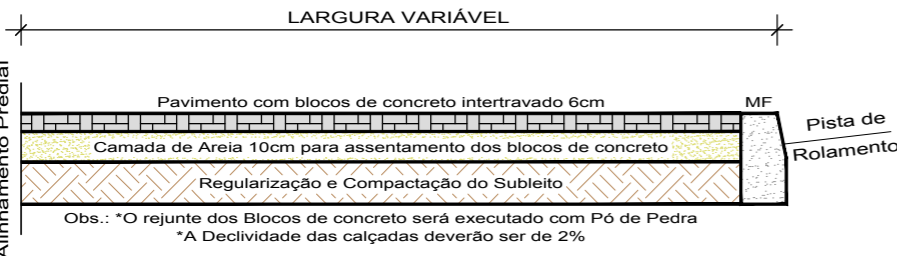 LARGURA VARIÁVEL
Alinhamento Predial
Pavimento com blocos de concreto intertravado 6cm
MF
Pista de
Rolamento
Camada de Areia 10cm para assentamento dos blocos de concreto
Regularização e Compactação do Subleito
Obs.: *O rejunte dos Blocos de concreto será executado com Pó de Pedra
*A Declividade das calçadas deverão ser de 2%